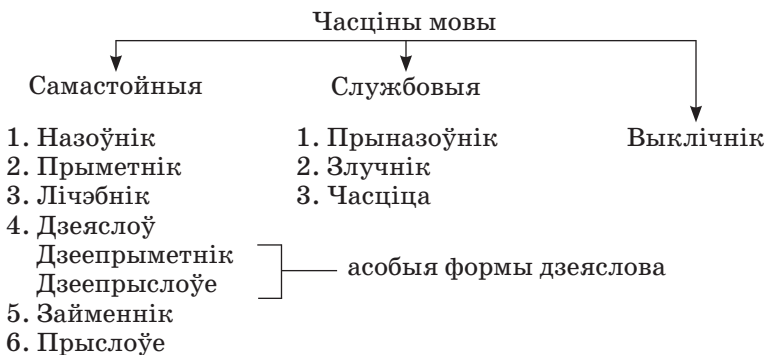 Часціны мовы
Самастойныя Службовыя
1. Назоўнік 1. Прыназоўнік Выклічнік
2. Прыметнік 2. Злучнік
3. Лічэбнік 3. Часціца
4. Дзеяслоў
Дзеепрыметнік
асобыя формы дзеяслова
Дзеепрыслоўе
5. Займеннік
6. Прыслоўе